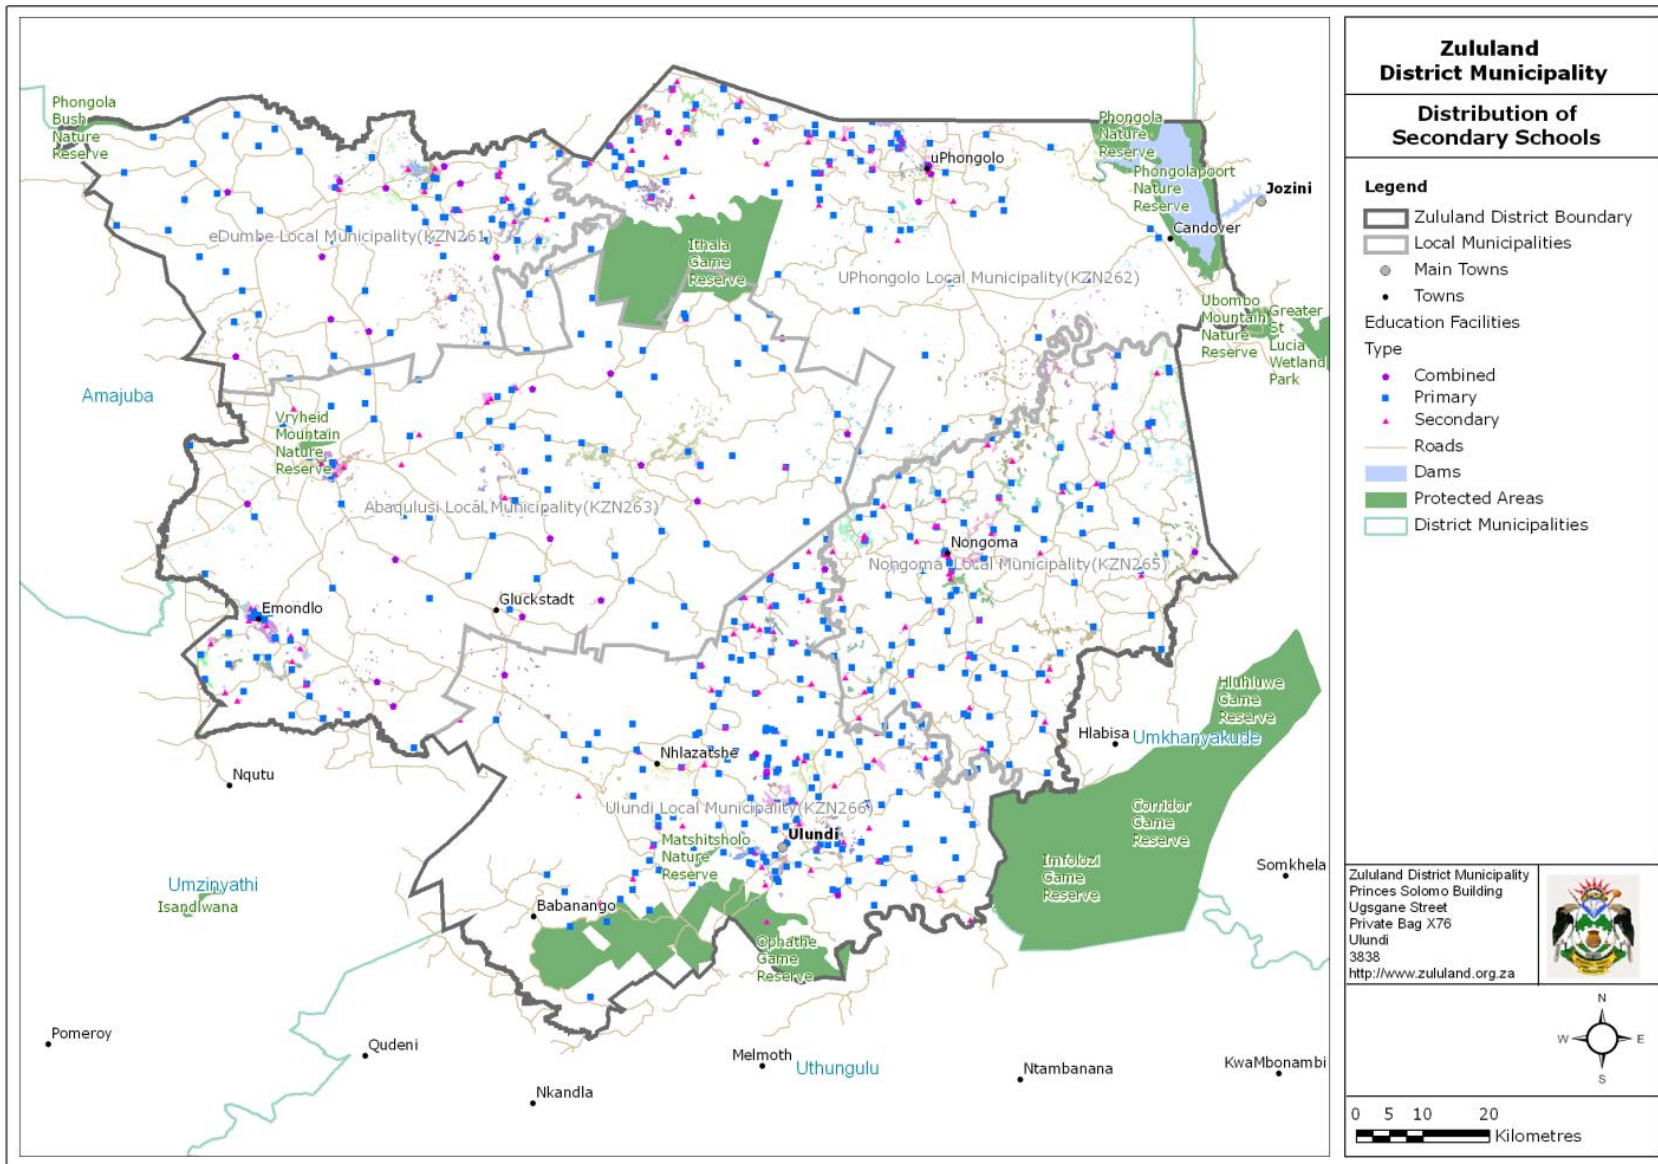 Phongola
Bush
Nature
Reserve
Phongola
Nature
Reserve
uPhongolo
Phongolapoort
Nature
Reserve
Jozini
Candover
eDumbe Local Municipality(KZN261)
Ithala
Game
Reserve
UPhongolo Local Municipality(KZN262)
Ubombo
Mountain
Nature
Reserve
Greater
St
Lucia
Wetland
Park
Amajuba
Vryheid
Mountain
Nature
Reserve
Abaqulusi Local Municipality(KZN263)
Nongoma
Nongoma Local Municipality(KZN265)
Gluckstadt
Emondlo
Hluhluwe
Game
Reserve
Hlabisa
Umkhanyakude
Nhlazatshe
Nqutu
Ulundi Local Municipality(KZN266)
Corridor
Game
Reserve
Ulundi
Matshitsholo
Nature
Reserve
Imfolozi
Game
Reserve
Somkhela
Umzinyathi
Isandlwana
Babanango
Ophathe
Game
Reserve
Pomeroy
Qudeni
Melmoth
Uthungulu
Ntambanana
KwaMbonambi
Nkandla
Zululand
District Municipality
Distribution of
Secondary Schools
Legend
Zululand District Boundary
Local Municipalities
Main Towns
Towns
Education Facilities
Type
Combined
Primary
Secondary
Roads
Dams
Protected Areas
District Municipalities
Zululand District Municipality
Princes Solomo Building
Ugsgane Street
Private Bag X76
Ulundi
3838
http://www.zululand.org.za
N
W E
S
0 5 10 20
Kilometres